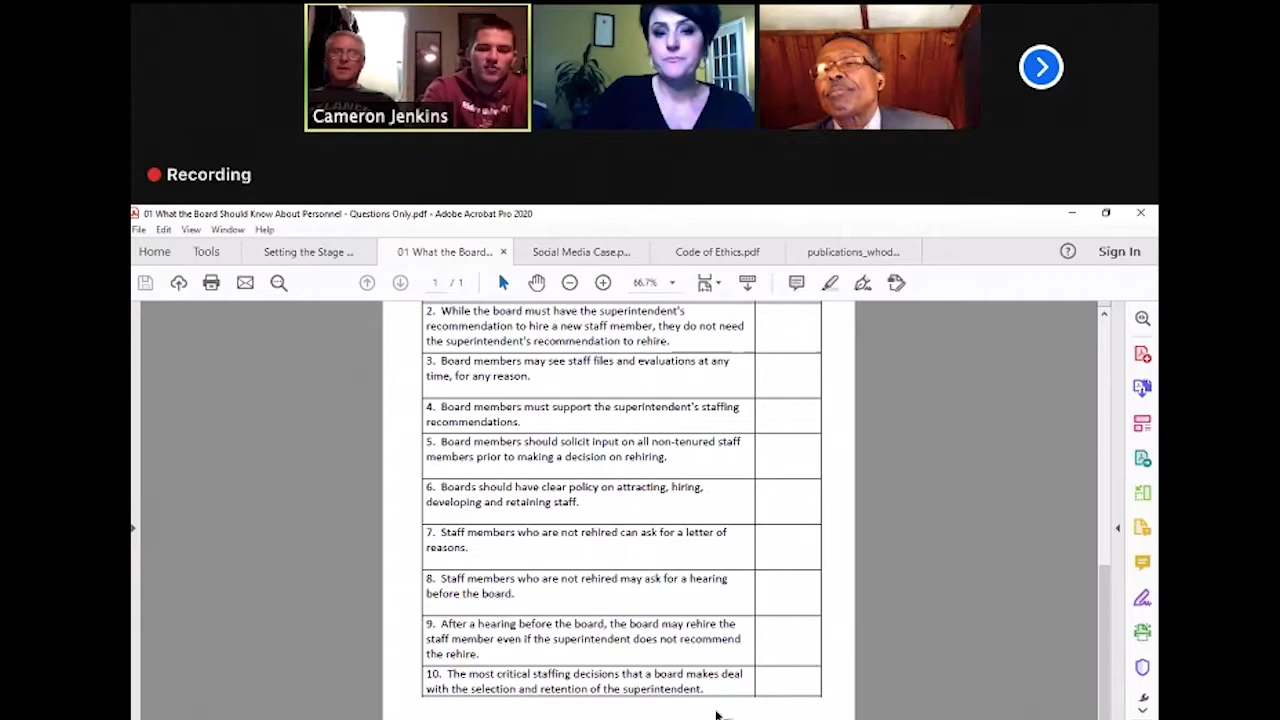 Cameron Jenkins
Recording
01 What the Board Should Know About Personnel - Questions Only.pdf - Adobe Acrobat Pro 2020
File Edit View Window Help
Home Tools Setting the Stage ... 01 What the Board... × Social Media Case.p... Code of Ethics.pdf publications_whod... Sign In
1 / 1 66.7%
2. While the board must have the superintendent's
recommendation to hire a new staff member, they do not need
the superintendent's recommendation to rehire.
3. Board members may see staff files and evaluations at any
time, for any reason.
4. Board members must support the superintendent's staffing
recommendations.
5. Board members should solicit input on all non-tenured staff
members prior to making a decision on rehiring.
6. Boards should have clear policy on attracting, hiring,
developing and retaining staff.
7. Staff members who are not rehired can ask for a letter of
reasons.
8. Staff members who are not rehired may ask for a hearing
before the board.
9. After a hearing before the board, the board may rehire the
staff member even if the superintendent does not recommend
the rehire.
10. The most critical staffing decisions that a board makes deal
with the selection and retention of the superintendent.